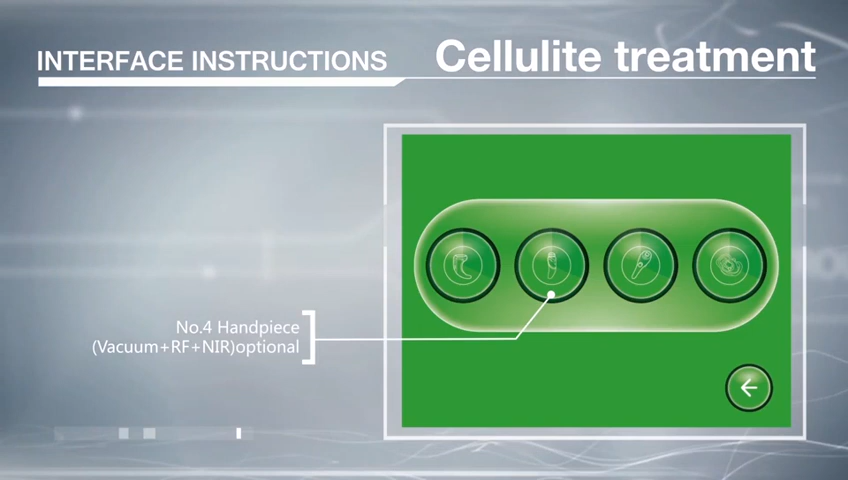 INTERFACE INSTRUCTIONS
Cellulite treatment
No.4 Handpiece
(Vacuum+RF+NIR)optional